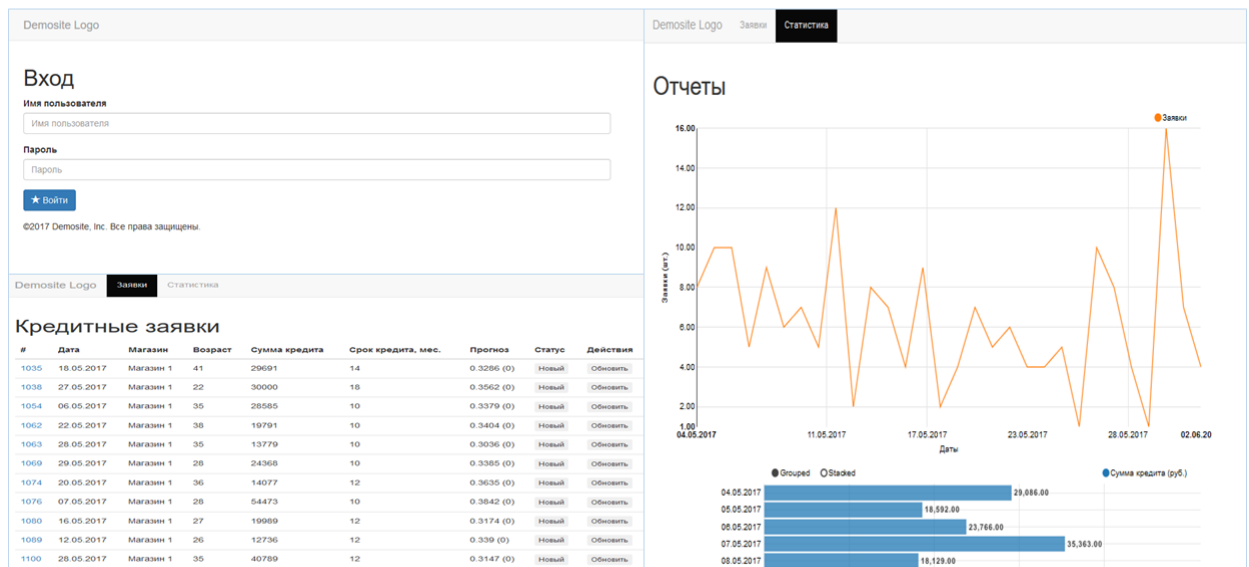 Demosite Logo
Вход
Имя пользователя
Имя пользователя
Пароль
Пароль
Войти
©2017 Demosite, Inc. Все права защищены.
Demosite Logo Заявки Статистика
Кредитные заявки
# Дата Магазин Возраст Сумма кредита Срок кредита, мес. Прогноз Статус Действия
1035 18.05.2017 Магазин 1 41 29691 14 0.3286 (0) Новый Обновить
1038 27.05.2017 Магазин 1 22 30000 18 0.3562 (0) Новый Обновить
1054 06.05.2017 Магазин 1 35 28585 10 0.3379 (0) Новый Обновить
1062 22.05.2017 Магазин 1 38 19791 10 0.3404 (0) Новый Обновить
1063 28.05.2017 Магазин 1 35 13779 10 0.3036 (0) Новый Обновить
1069 29.05.2017 Магазин 1 28 24368 10 0.3385 (0) Новый Обновить
1074 20.05.2017 Магазин 1 36 14077 12 0.3635 (0) Новый Обновить
1076 07.05.2017 Магазин 1 28 54473 10 0.3842 (0) Новый Обновить
1080 16.05.2017 Магазин 1 27 19989 12 0.3174 (0) Новый Обновить
1089 12.05.2017 Магазин 1 26 12736 12 0.339 (0) Новый Обновить
1100 28.05.2017 Магазин 1 35 40789 12 0.3147 (0) Новый Обновить
Demosite Logo Заявки Статистика
Отчеты
Заявки
16.00
14.00
12.00
10.00
8.00
6.00
4.00
2.00
1.00
Заявки (шт.)
04.05.2017 11.05.2017 17.05.2017 23.05.2017 28.05.2017 02.06.20
Даты
Grouped Stacked Сумма кредита (руб.)
04.05.2017 29,086.00
05.05.2017 18,592.00
06.05.2017 23,766.00
07.05.2017 35,363.00
08.05.2017 18,129.00